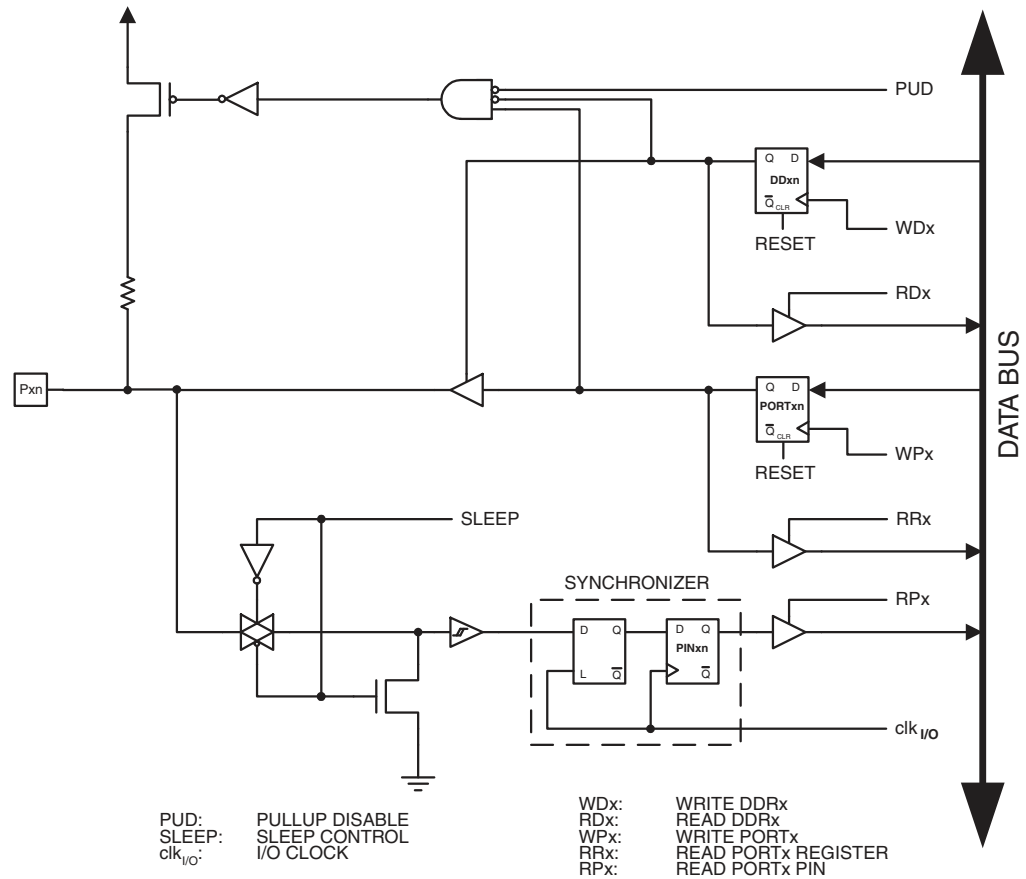 PUD
Q D
DDxn
Q CLR
WDx
RESET
RDx
Pxn
Q D
PORTxn
Q CLR
WPx
RESET
DATA BUS
SLEEP
RRx
SYNCHRONIZER
RPx
D Q
L Q
D Q
PINxn
Q
clk I/O
PUD: PULLUP DISABLE
SLEEP: SLEEP CONTROL
clkI/O: I/O CLOCK
WDx: WRITE DDRx
RDx: READ DDRx
WPx: WRITE PORTx
RRx: READ PORTx REGISTER
RPx: READ PORTx PIN